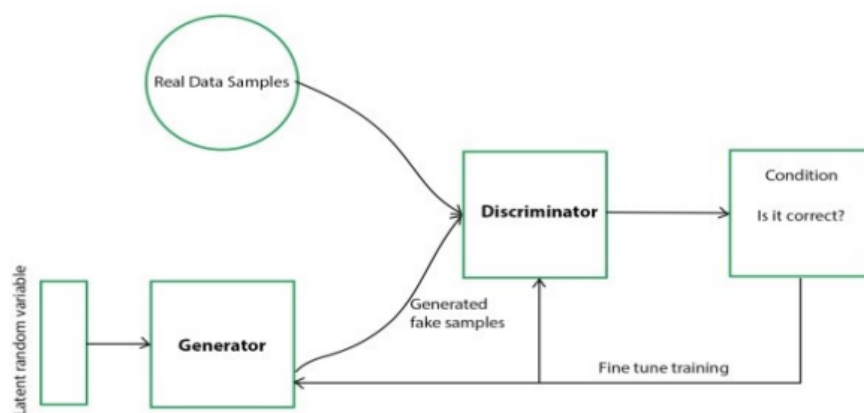 Real Data Samples
Condition
Discriminator
Is it correct?
Latent random variable
Generated
fake samples
Generator
Fine tune training